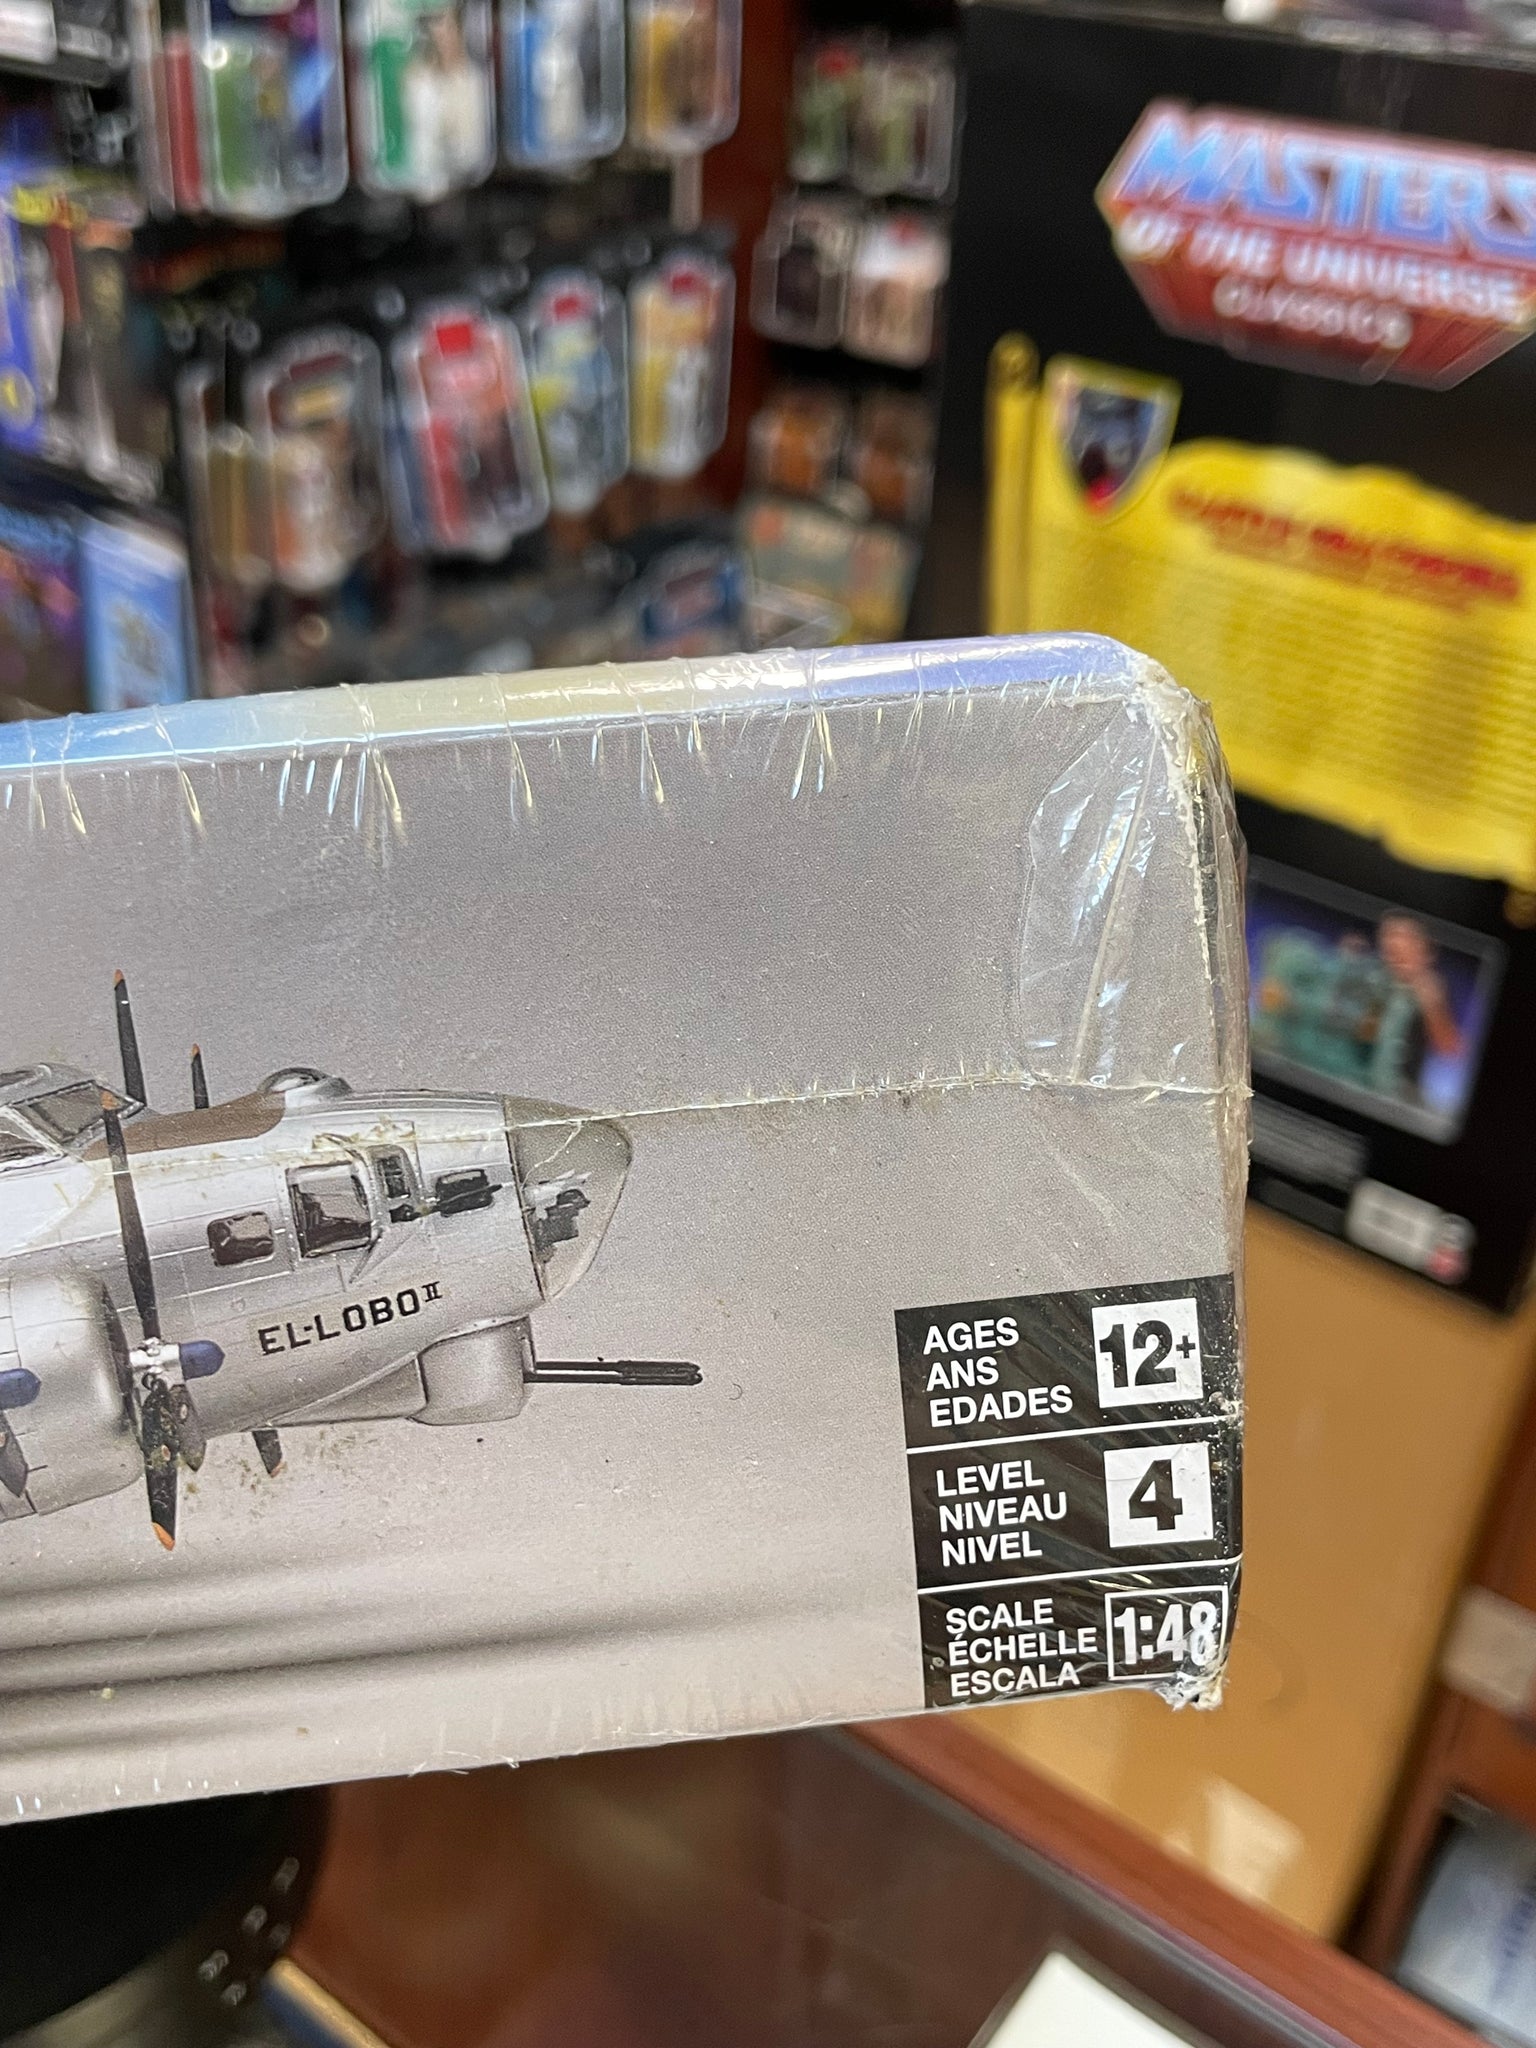 MASTERS
OF THE UNIVERSE
CLASSICS
EL-LOBO II
AGES
ANS
EDADES
12+
LEVEL
NIVEAU
NIVEL
4
SCALE
ÉCHELLE
ESCALA
1:48